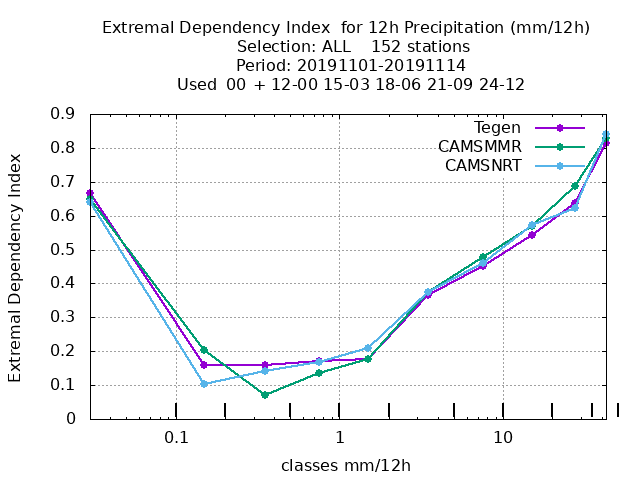 Extremal Dependency Index  for 12h Precipitation (mm/12h)
Selection: ALL    152 stations
Period: 20191101-20191114
Used  00 + 12-00 15-03 18-06 21-09 24-12
Extremal Dependency Index
0.9
0.8
0.7
0.6
0.5
0.4
0.3
0.2
0.1
0
Tegen
CAMSMMR
CAMSNRT
0.1 1 10
classes mm/12h